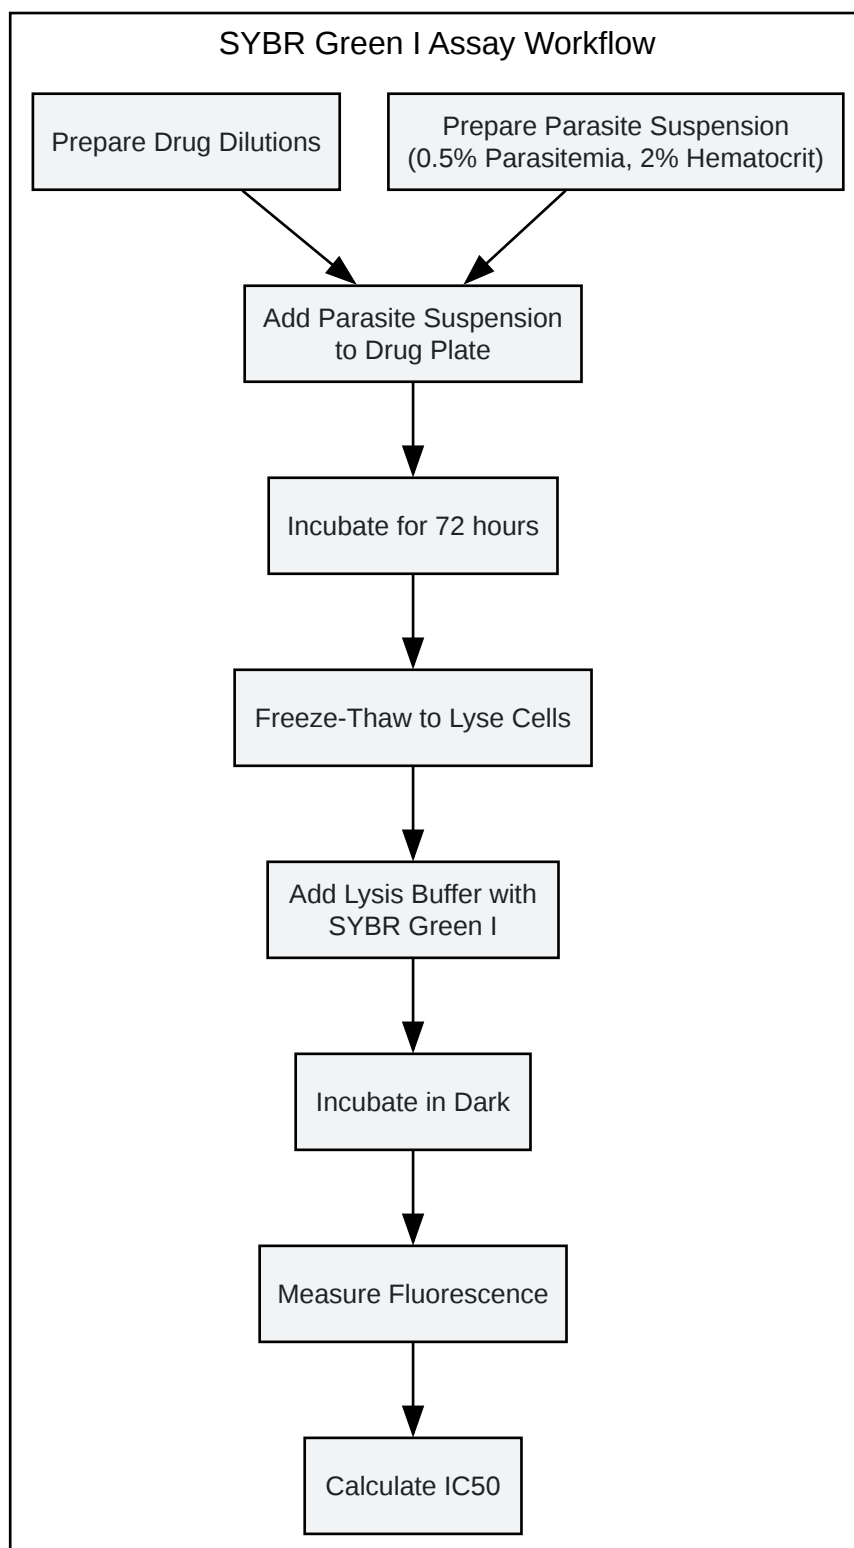 SYBR Green I Assay Workflow
Prepare Drug Dilutions
Prepare Parasite Suspension
(0.5% Parasitemia, 2% Hematocrit)
Add Parasite Suspension
to Drug Plate
Incubate for 72 hours
Freeze-Thaw to Lyse Cells
Add Lysis Buffer with
SYBR Green I
Incubate in Dark
Measure Fluorescence
Calculate IC50